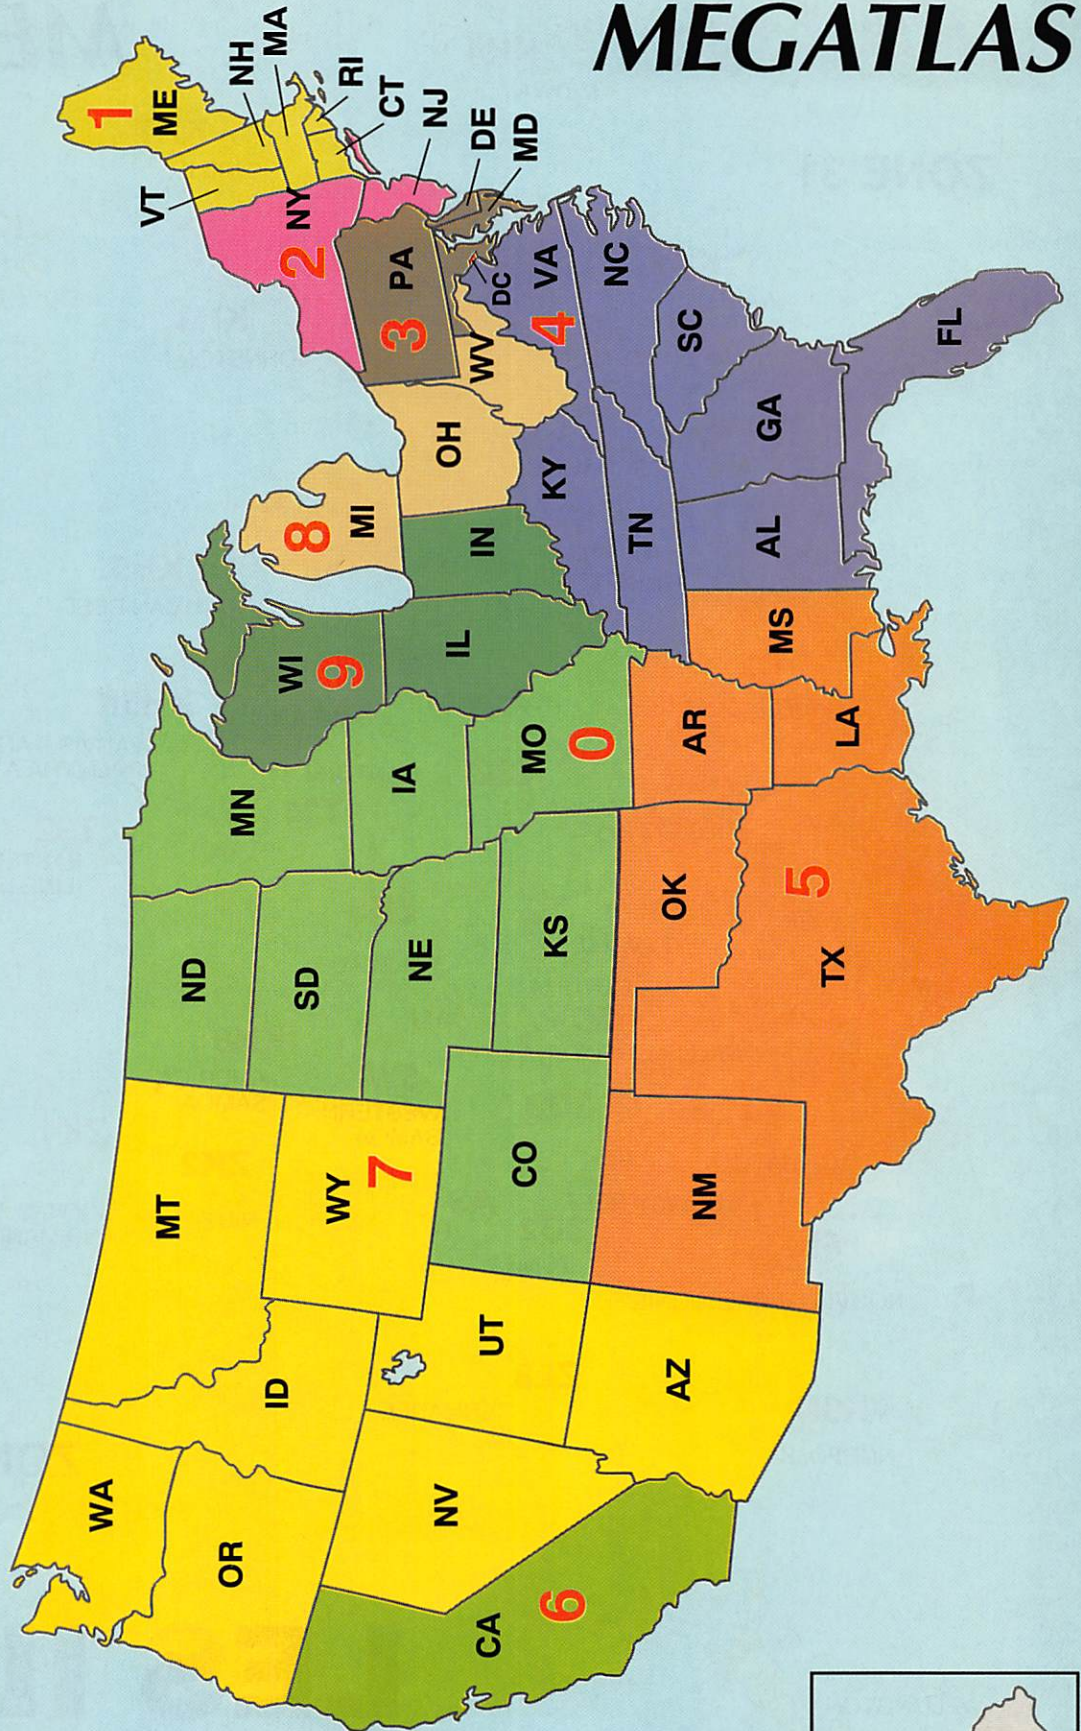 MEGATLAS
1
ME
NH
MA
RI
CT
NJ
DE
MD
VT
NY
2
PA
3
DC
VA
4
NC
SC
WV
OH
KY
TN
GA
FL
AL
MI
8
IN
IL
WI
9
MS
LA
AR
MO
0
IA
MN
ND
SD
NE
KS
OK
TX
5
MT
WY
7
CO
NM
ID
UT
AZ
WA
OR
NV
CA
6